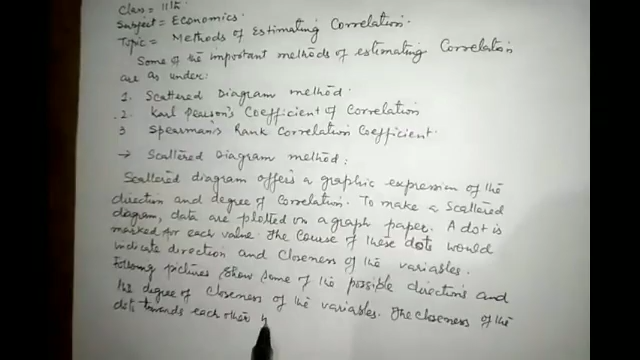 Class = 11th.
Subject = Economics.
Topic = Methods of Estimating Correlation.
Some of the important methods of estimating Correlation
are as under:
1. Scattered Diagram method.
2. Karl Pearson's Coefficient of Correlation
3 Spearman's Rank Correlation Coefficient.
→ Scattered Diagram method:
Scattered diagram offers a graphic expression of the
direction and degree of Correlation. To make a Scattered
diagram, data are plotted on a graph paper. A dot is
marked for each value. The Course of these dots would
indicate direction and Closeness of the variables.
pictures Show Some of the possible directions and
degree of Closeness of the variables. The closeness of the
dots towards each other